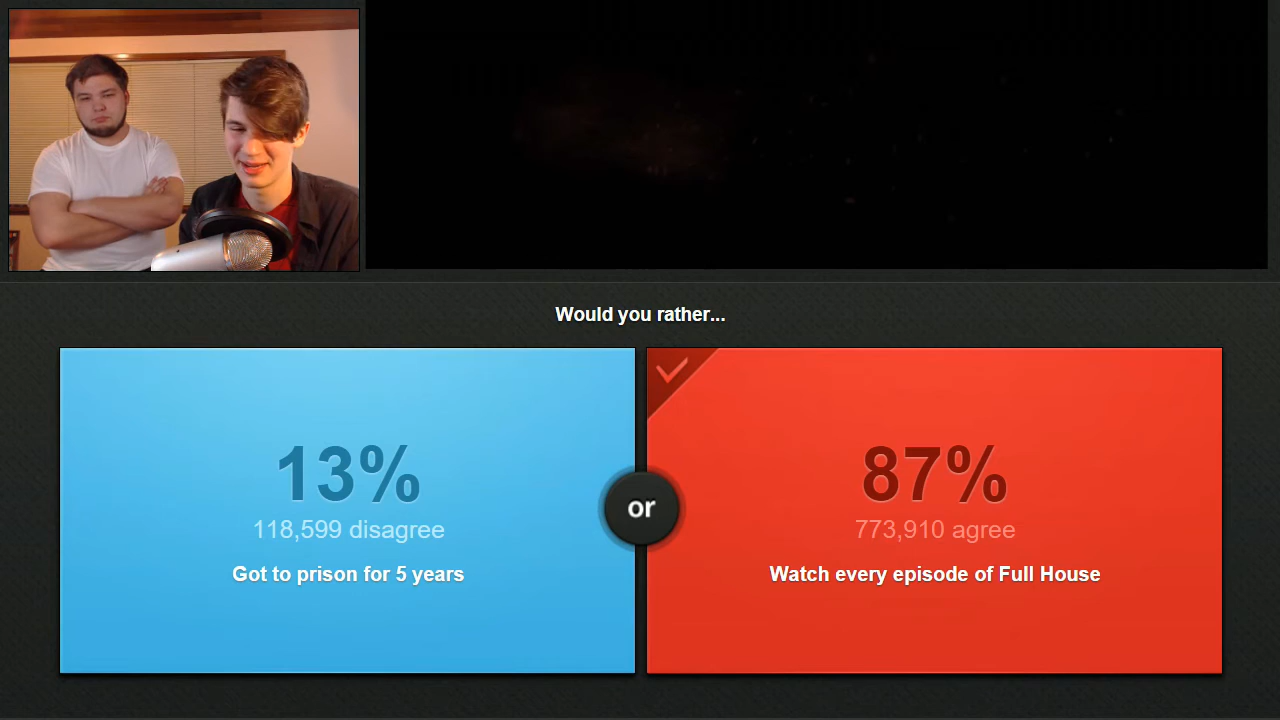 Would you rather...
13%
118,599 disagree
Got to prison for 5 years
or
87%
773,910 agree
Watch every episode of Full House